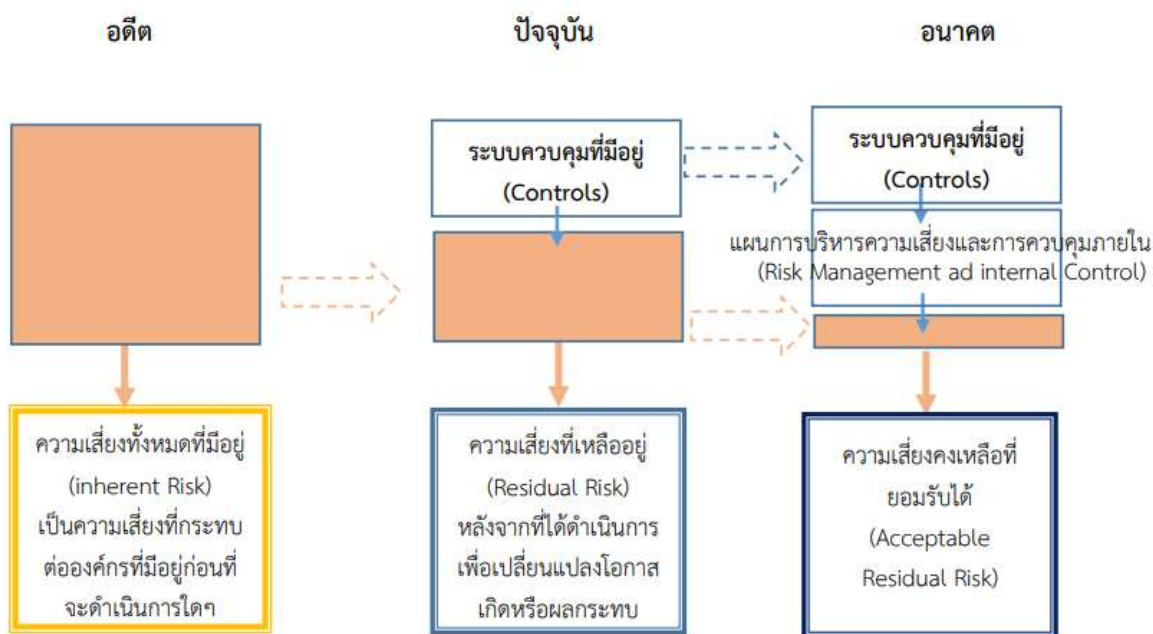 อดีต
ปัจจุบัน
อนาคต
ระบบควบคุมที่มีอยู่
(Controls)
ระบบควบคุมที่มีอยู่
(Controls)
แผนการบริหารความเสี่ยงและการควบคุมภายใน
(Risk Management ad internal Control)
ความเสี่ยงทั้งหมดที่มีอยู่
(inherent Risk)
เป็นความเสี่ยงที่กระทบ
ต่อองค์กรที่มีอยู่ก่อนที่
จะดำเนินการใดๆ
ความเสี่ยงที่เหลืออยู่
(Residual Risk)
หลังจากที่ได้ดำเนินการ
เพื่อเปลี่ยนแปลงโอกาส
เกิดหรือผลกระทบ
ความเสี่ยงคงเหลือที่
ยอมรับได้
(Acceptable
Residual Risk)